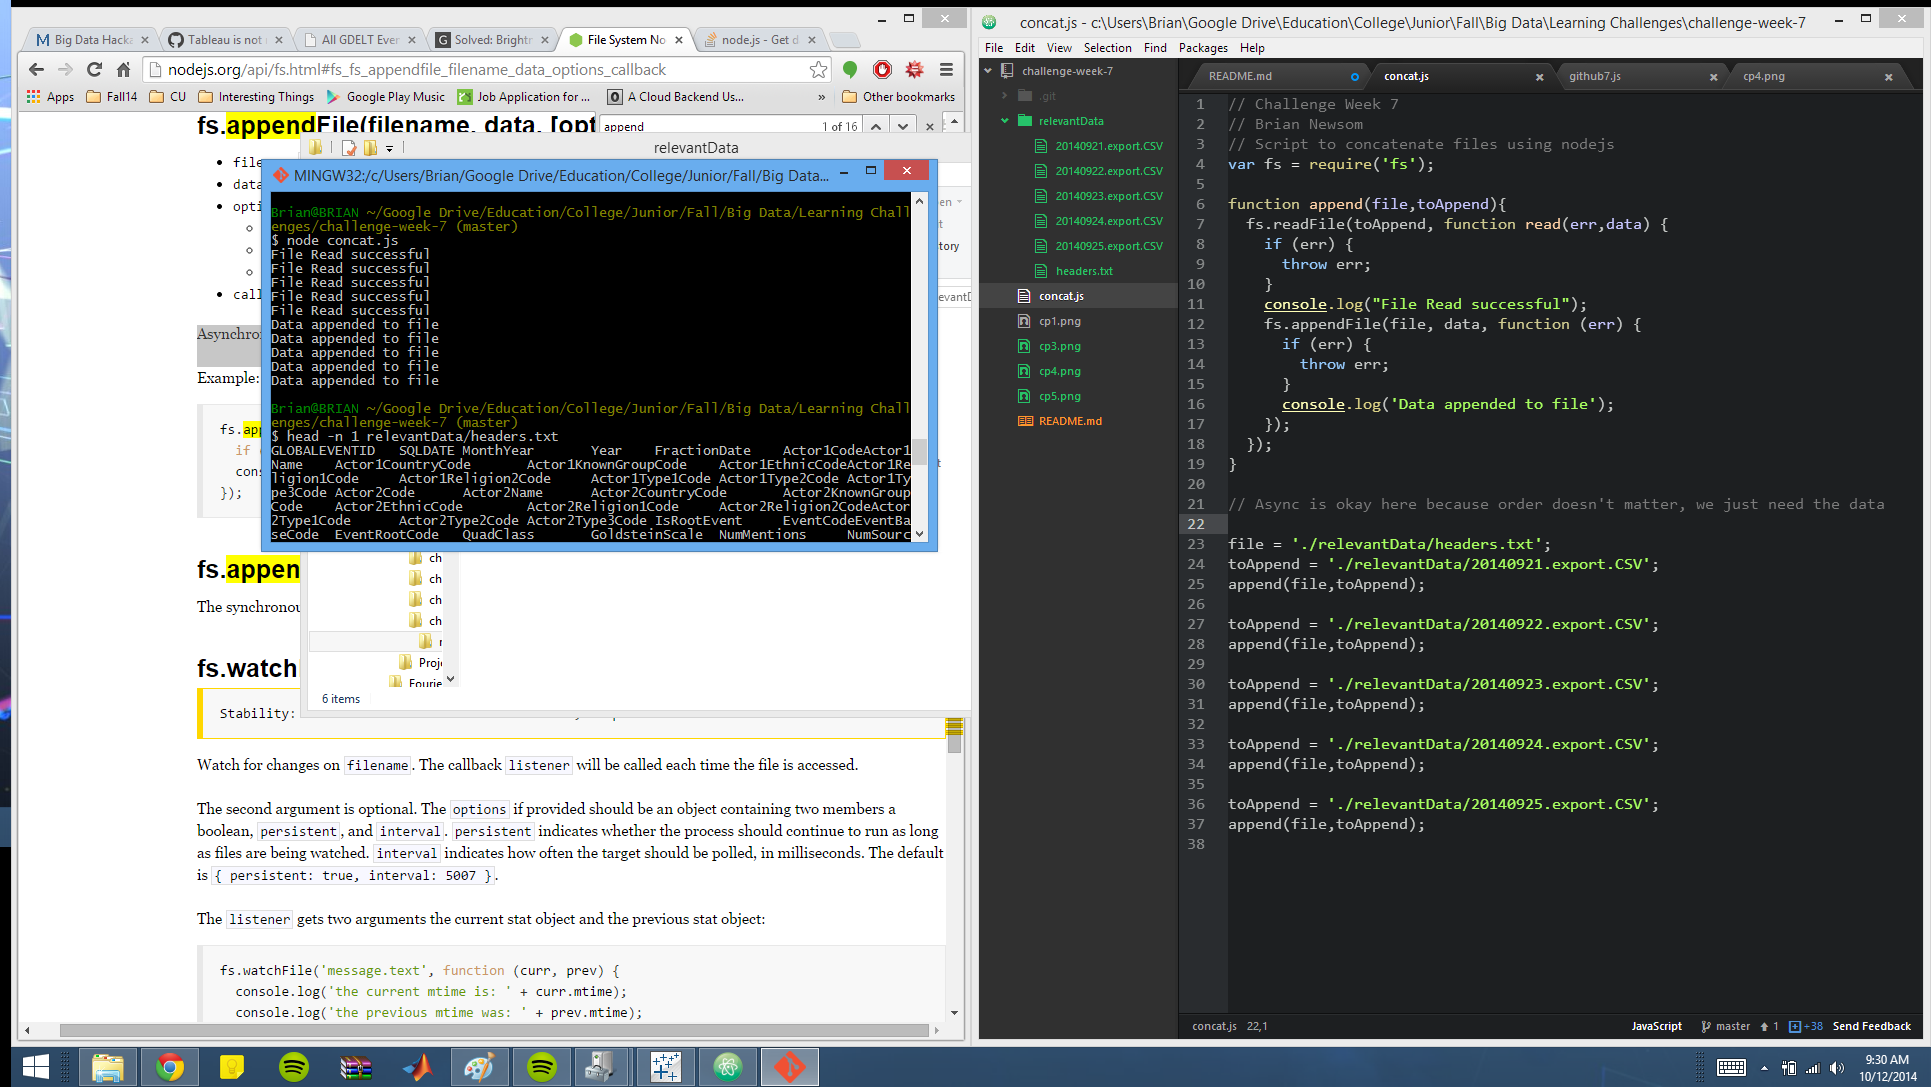 Big Data Hacka
Tableau is not
All GDELT Ever
Solved: Brightn
File System No
node.js - Get d
nodejs.org/api/fs.html#fs_fs_appendfile_filename_data_options_callback
Apps
Fall14
CU
Interesting Things
Google Play Music
Job Application for ...
A Cloud Backend Us...
»
Other bookmarks
fs.appendFile(filename, data, [opt
append
1 of 16
relevantData
MINGW32:/c/Users/Brian/Google Drive/Education/College/Junior/Fall/Big Data...
Brian@BRIAN ~/Google Drive/Education/College/Junior/Fall/Big Data/Learning Chall
enges/challenge-week-7 (master)
$ node concat.js
File Read successful
File Read successful
File Read successful
File Read successful
File Read successful
Data appended to file
Data appended to file
Data appended to file
Data appended to file
Data appended to file
Brian@BRIAN ~/Google Drive/Education/College/Junior/Fall/Big Data/Learning Chall
enges/challenge-week-7 (master)
$ head -n 1 relevantData/headers.txt
GLOBALEVENTID SQLDATE MonthYear Year FractionDate Actor1CodeActor1
Name Actor1CountryCode Actor1KnownGroupCode Actor1EthnicCodeActor1Re
ligion1Code Actor1Religion2Code Actor1Type1Code Actor1Type2Code Actor1Ty
pe3Code Actor2Code Actor2Name Actor2CountryCode Actor2KnownGroup
Code Actor2EthnicCode Actor2Religion1Code Actor2Religion2CodeActor
2Type1Code Actor2Type2Code Actor2Type3Code IsRootEvent EventCodeEventBa
seCode EventRootCode QuadClass GoldsteinScale NumMentions NumSourc
file
data
opti
call
Asynchron
Example:
fs.app
if
cons
});
fs.appen
The synchronou
fs.watch
Stability:
ch
ch
ch
ch
r
Proje
Fourie
6 items
Watch for changes on filename. The callback listener will be called each time the file is accessed.
The second argument is optional. The options if provided should be an object containing two members a
boolean, persistent, and interval. persistent indicates whether the process should continue to run as long
as files are being watched. interval indicates how often the target should be polled, in milliseconds. The default
is { persistent: true, interval: 5007 }.
The listener gets two arguments the current stat object and the previous stat object:
fs.watchFile('message.text', function (curr, prev) {
console.log('the current mtime is: ' + curr.mtime);
console.log('the previous mtime was: ' + prev.mtime);
concat.js - c:\Users\Brian\Google Drive\Education\College\Junior\Fall\Big Data\Learning Challenges\challenge-week-7
File Edit View Selection Find Packages Help
challenge-week-7
.git
relevantData
20140921.export.CSV
20140922.export.CSV
20140923.export.CSV
20140924.export.CSV
20140925.export.CSV
headers.txt
concat.js
cp1.png
cp3.png
cp4.png
cp5.png
README.md
README.md
concat.js
github7.js
cp4.png
1 // Challenge Week 7
2 // Brian Newsom
3 // Script to concatenate files using nodejs
4 var fs = require('fs');
5
6 function append(file,toAppend){
7 fs.readFile(toAppend, function read(err,data) {
8 if (err) {
9 throw err;
10 }
11 console.log("File Read successful");
12 fs.appendFile(file, data, function (err) {
13 if (err) {
14 throw err;
15 }
16 console.log('Data appended to file');
17 });
18 });
19 }
20
21 // Async is okay here because order doesn't matter, we just need the data
22
23 file = './relevantData/headers.txt';
24 toAppend = './relevantData/20140921.export.CSV';
25 append(file,toAppend);
26
27 toAppend = './relevantData/20140922.export.CSV';
28 append(file,toAppend);
29
30 toAppend = './relevantData/20140923.export.CSV';
31 append(file,toAppend);
32
33 toAppend = './relevantData/20140924.export.CSV';
34 append(file,toAppend);
35
36 toAppend = './relevantData/20140925.export.CSV';
37 append(file,toAppend);
38
concat.js 22,1
JavaScript
master
1
+38
Send Feedback
9:30 AM
10/12/2014